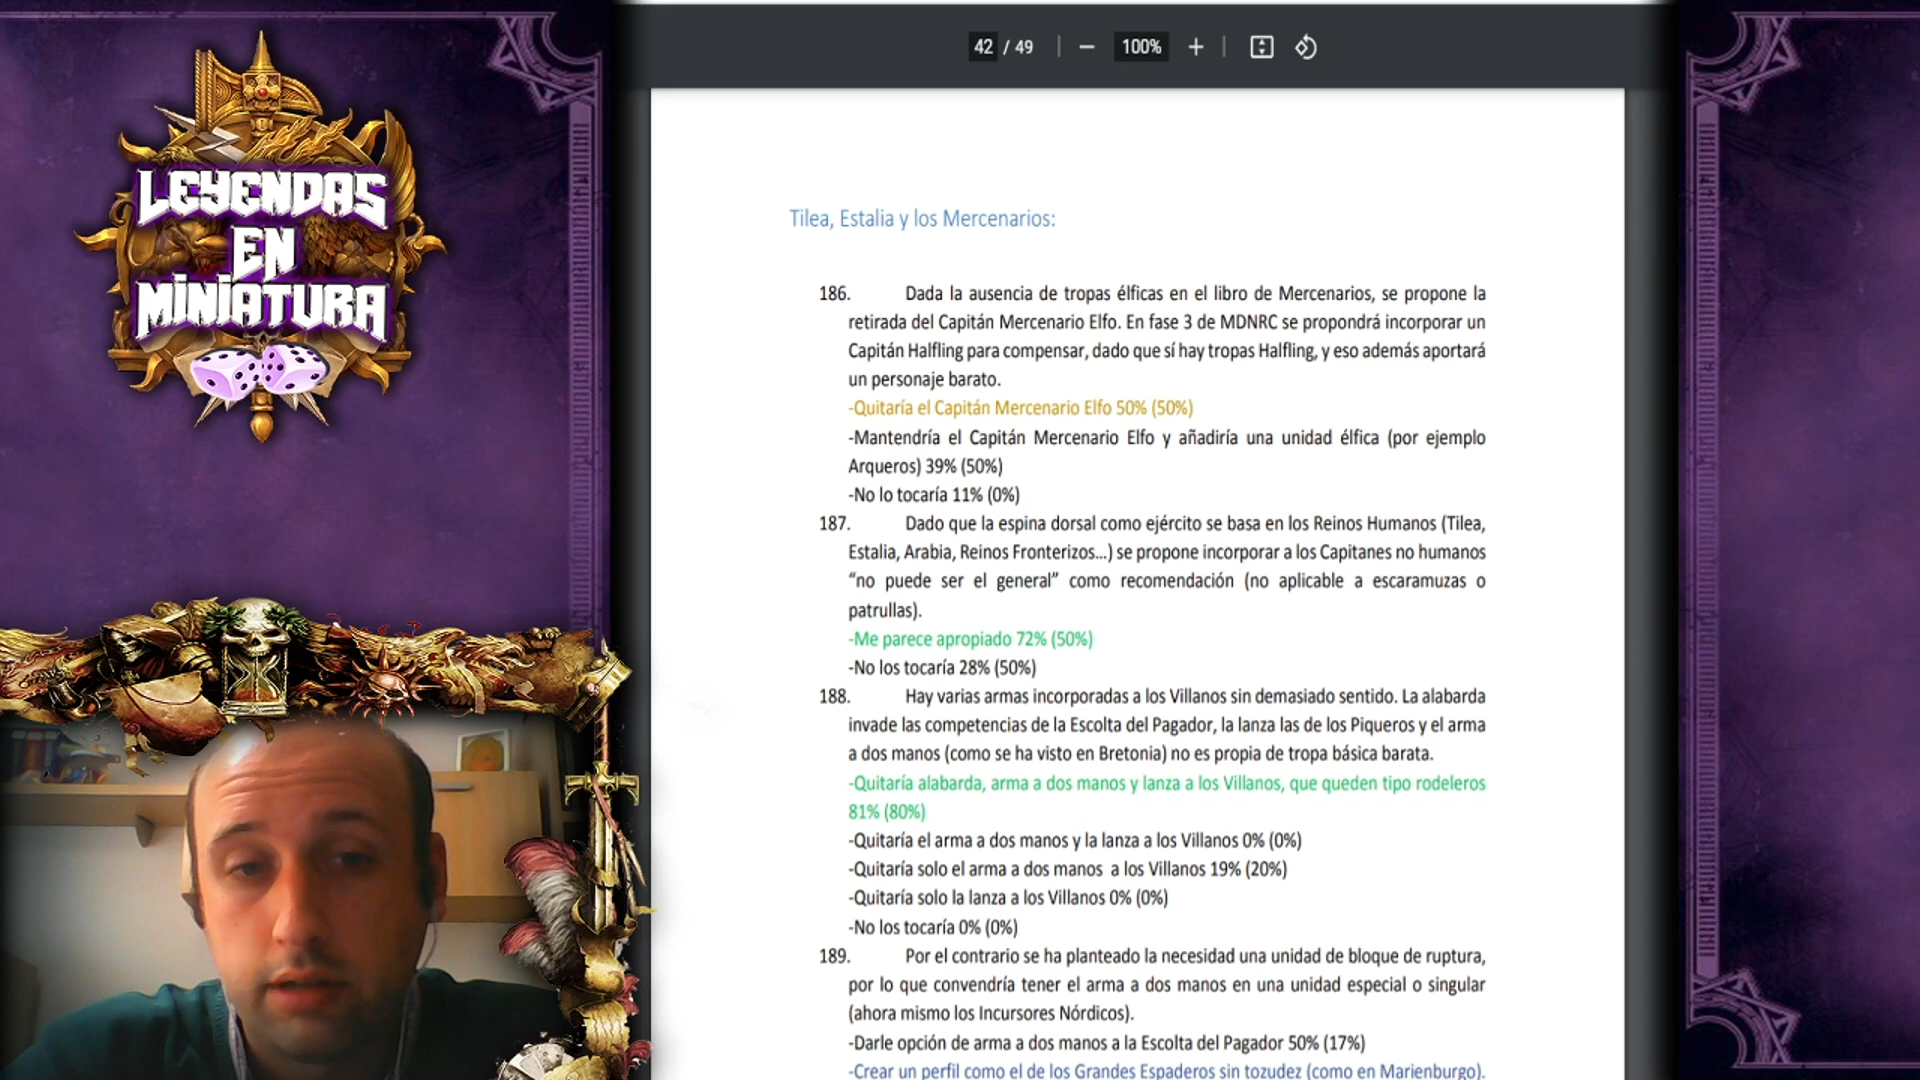 LEYENDAS
EN
MINIATURA
42 / 49
100%
Tilea, Estalia y los Mercenarios:
186. Dada la ausencia de tropas élficas en el libro de Mercenarios, se propone la
retirada del Capitán Mercenario Elfo. En fase 3 de MDNRC se propondrá incorporar un
Capitán Halfling para compensar, dado que sí hay tropas Halfling, y eso además aportará
un personaje barato.
-Quitaría el Capitán Mercenario Elfo 50% (50%)
-Mantendría el Capitán Mercenario Elfo y añadiría una unidad élfica (por ejemplo
Arqueros) 39% (50%)
-No lo tocaría 11% (0%)
187. Dado que la espina dorsal como ejército se basa en los Reinos Humanos (Tilea,
Estalia, Arabia, Reinos Fronterizos...) se propone incorporar a los Capitanes no humanos
“no puede ser el general” como recomendación (no aplicable a escaramuzas o
patrullas).
-Me parece apropiado 72% (50%)
-No los tocaría 28% (50%)
188. Hay varias armas incorporadas a los Villanos sin demasiado sentido. La alabarda
invade las competencias de la Escolta del Pagador, la lanza las de los Piqueros y el arma
a dos manos (como se ha visto en Bretonia) no es propia de tropa básica barata.
-Quitaría alabarda, arma a dos manos y lanza a los Villanos, que queden tipo rodeleros
81% (80%)
-Quitaría el arma a dos manos y la lanza a los Villanos 0% (0%)
-Quitaría solo el arma a dos manos a los Villanos 19% (20%)
-Quitaría solo la lanza a los Villanos 0% (0%)
-No los tocaría 0% (0%)
189. Por el contrario se ha planteado la necesidad una unidad de bloque de ruptura,
por lo que convendría tener el arma a dos manos en una unidad especial o singular
(ahora mismo los Incursores Nórdicos).
-Darle opción de arma a dos manos a la Escolta del Pagador 50% (17%)
-Crear un perfil como el de los Grandes Espaderos sin tozudez (como en Marienburgo).